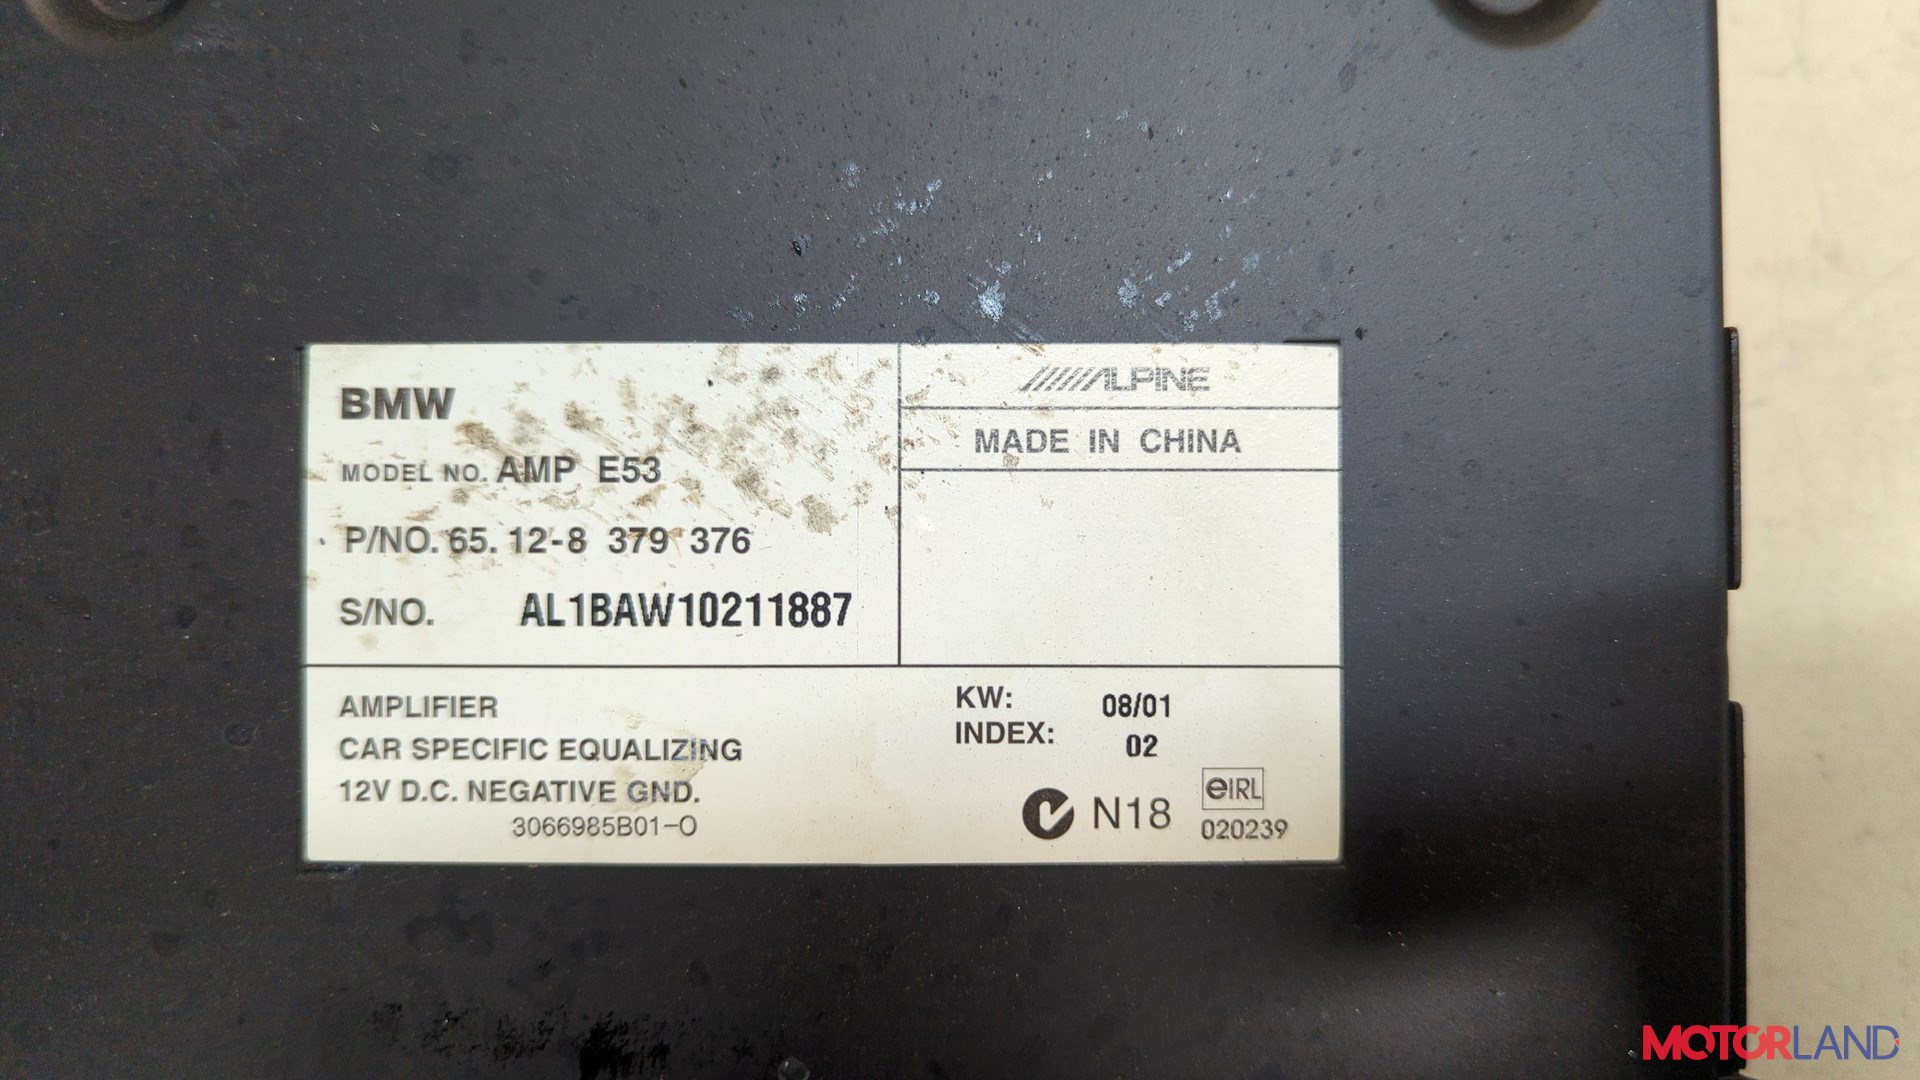 BMW
MODEL NO. AMP E53
P/NO. 65. 12-8 379 376
S/NO. AL1BAW10211887
ALPINE
MADE IN CHINA
AMPLIFIER
CAR SPECIFIC EQUALIZING
12V D.C. NEGATIVE GND.
3066985B01-O
KW: 08/01
INDEX: 02
N18
eIRL
020239
MOTORLAND